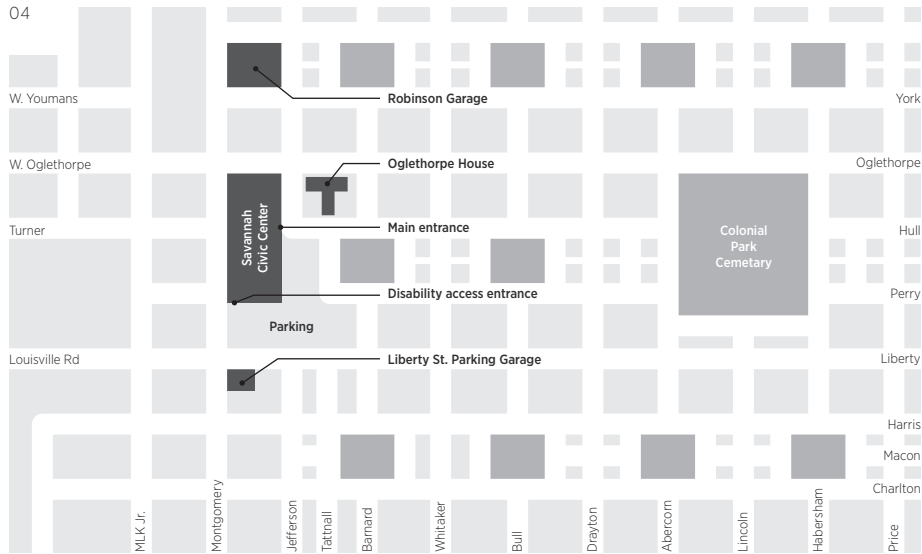 04
W. Youmans
Robinson Garage
York
W. Oglethorpe
Oglethorpe House
Oglethorpe
Turner
Savannah
Civic Center
Main entrance
Colonial
Park
Cemetary
Hull
Disability access entrance
Perry
Parking
Louisville Rd
Liberty St. Parking Garage
Liberty
Harris
Macon
Charlton
MLK Jr.
Montgomery
Jefferson
Tattnall
Barnard
Whitaker
Bull
Drayton
Abercorn
Lincoln
Habersham
Price